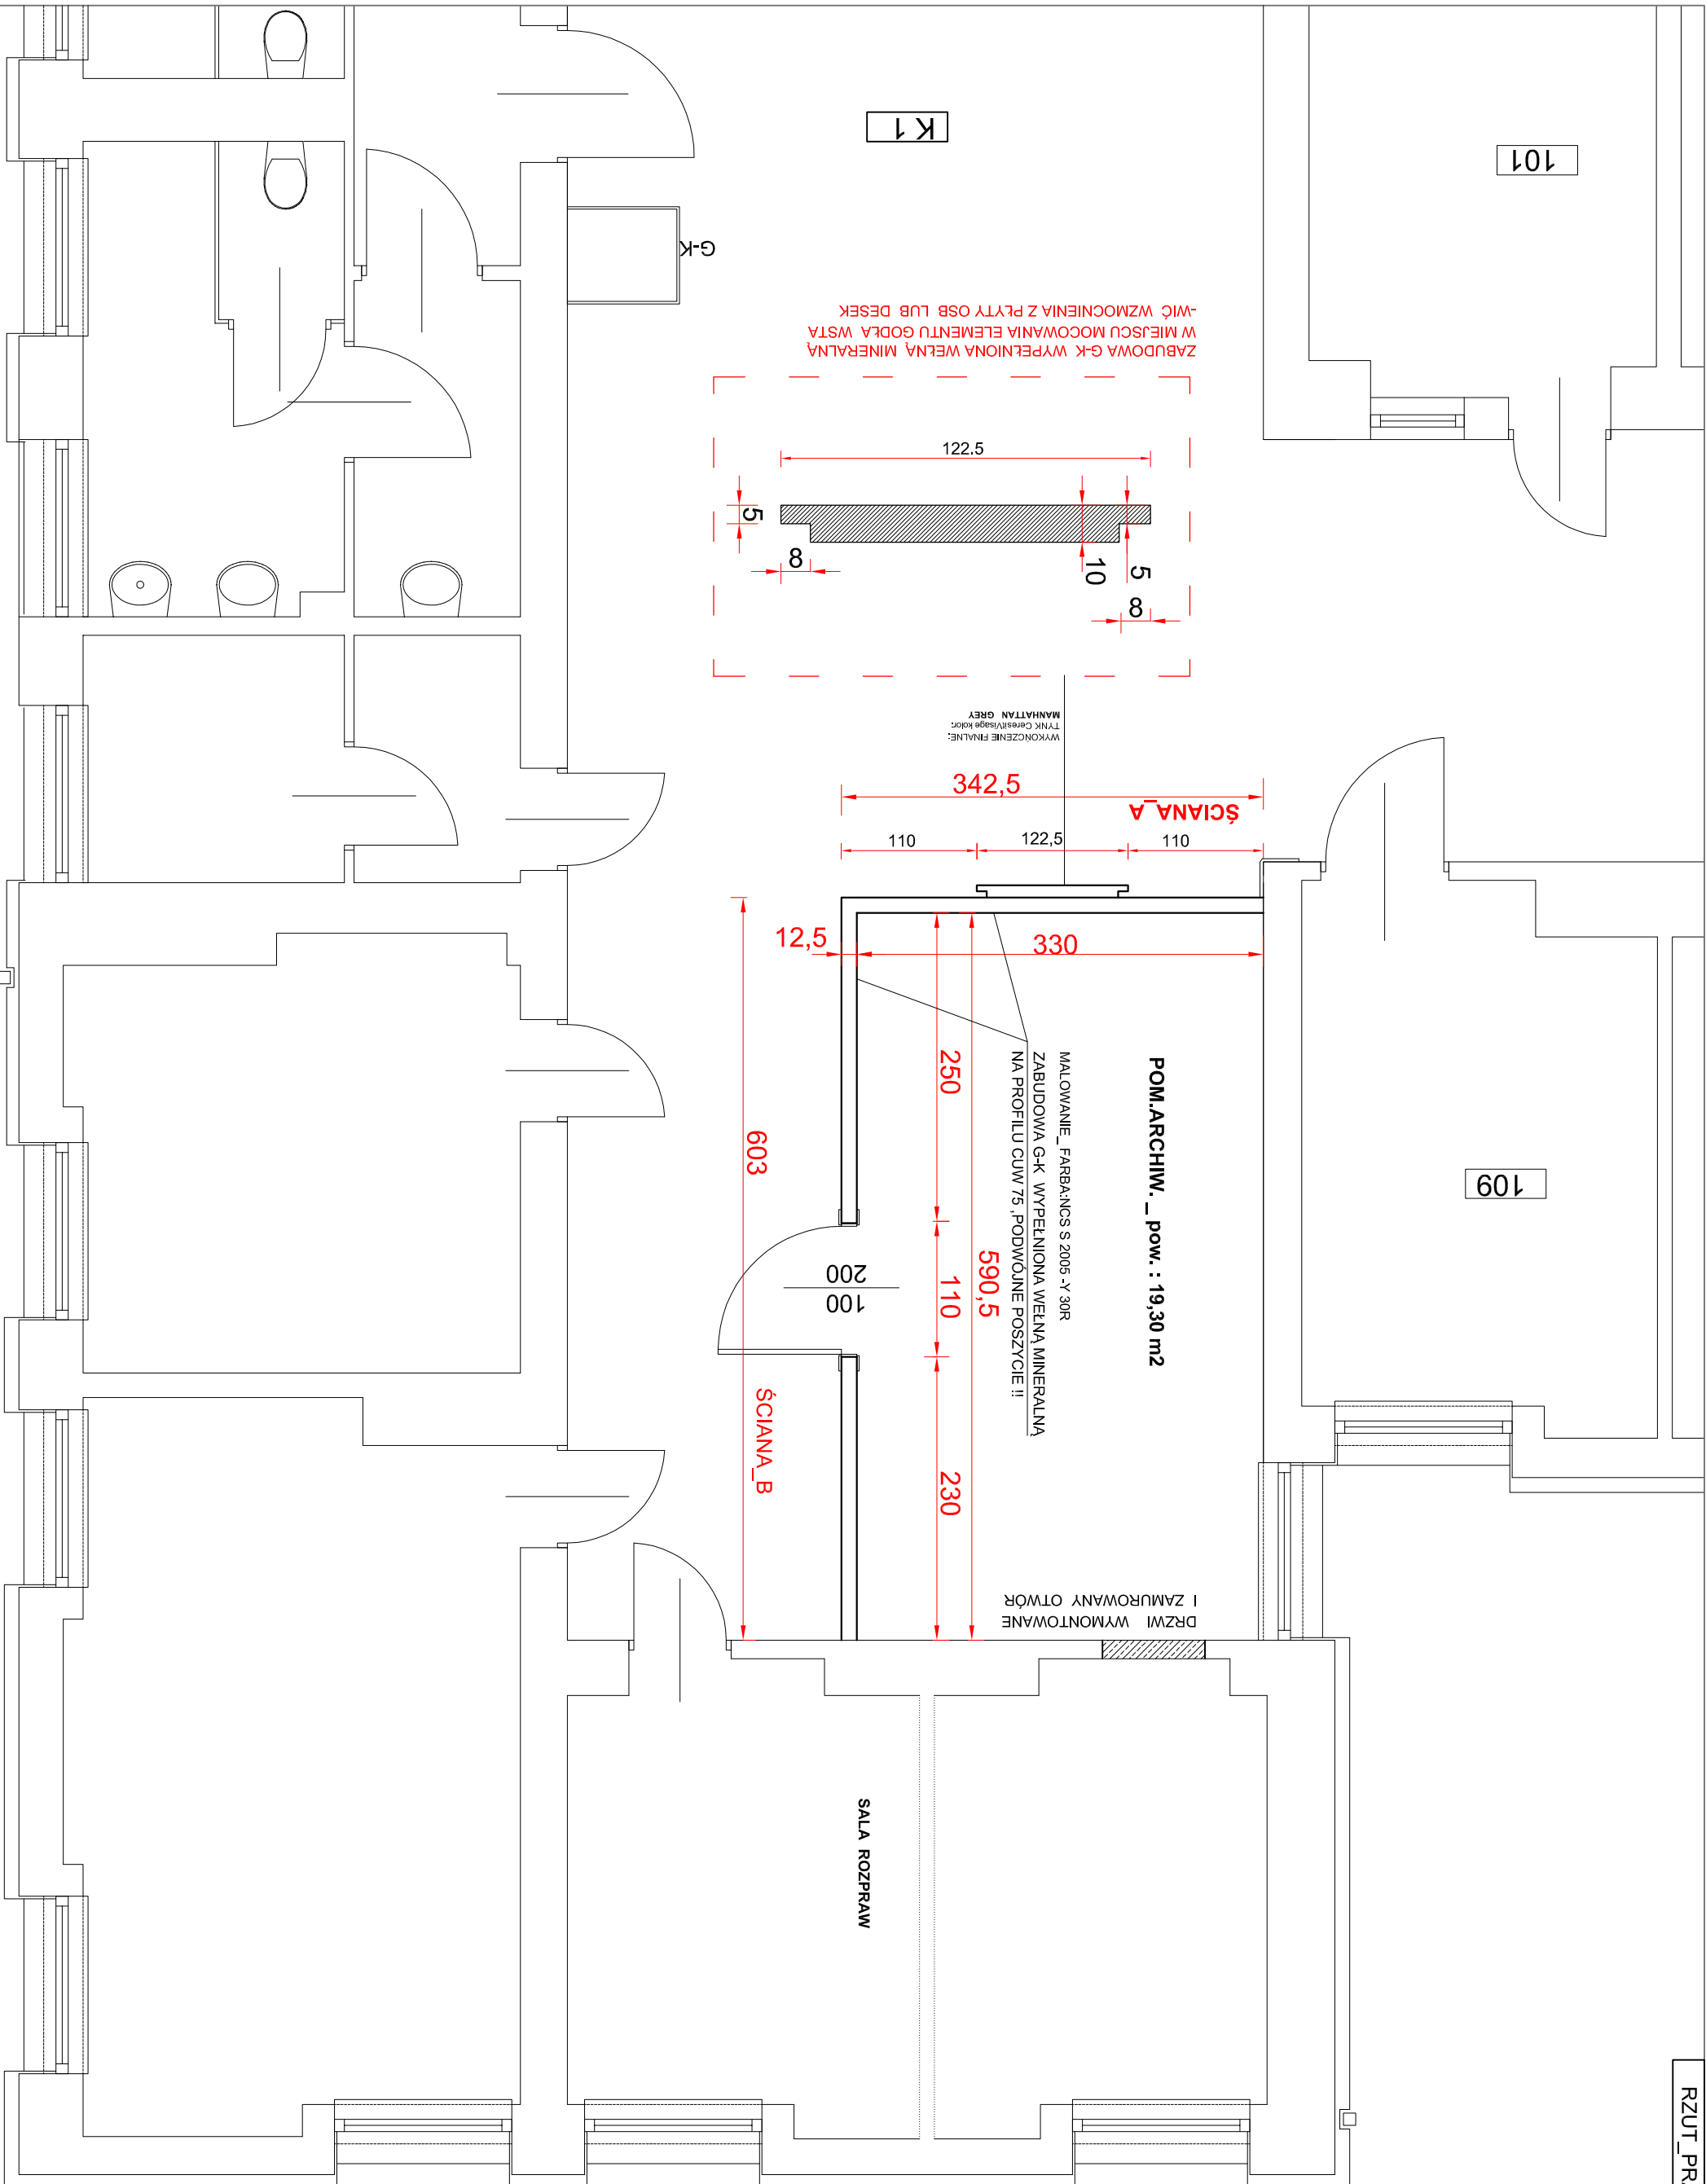 K 1
101
G-K
ZABUDOWA G-K WYPEŁNIONA WEŁNĄ MINERALNĄ
W MIEJSCU MOCOWANIA ELEMENTU GODŁA WSTA
-WIĆ WZMOCNIENIA Z PŁYTY OSB LUB DESEK
122.5
5
8
10
5
8
WYKOŃCZENIE FINALNE:
TYNK Ceresit/Visage kolor:
MANHATTAN GREY
342,5
ŚCIANA_A
110
122,5
110
12,5
330
250
603
590,5
110
230
100
200
ŚCIANA_B
POM.ARCHIW. _ pow. : 19,30 m2
MALOWANIE_ FARBA:NCS S 2005 -Y 30R
ZABUDOWA G-K WYPEŁNIONA WEŁNĄ MINERALNĄ
NA PROFILU CUW 75 ,PODWÓJNE POSZYCIE !!
109
DRZWI WYMONTOWANE
I ZAMUROWANY OTWÓR
SALA ROZPRAW
RZUT_PR